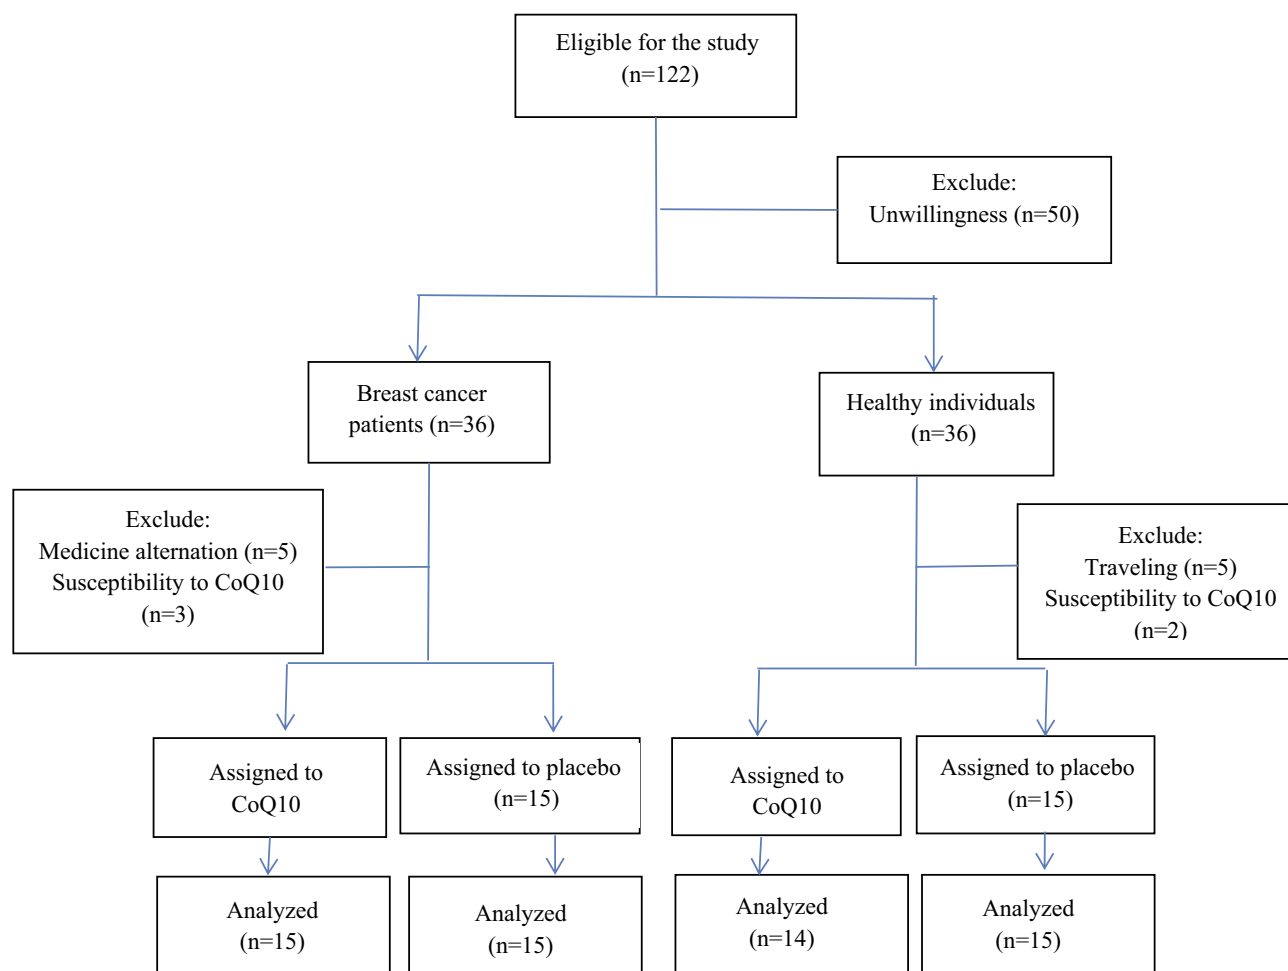 Eligible for the study
(n=122)
Exclude:
Unwillingness (n=50)
Breast cancer
patients (n=36)
Healthy individuals
(n=36)
Exclude:
Medicine alternation (n=5)
Susceptibility to CoQ10
(n=3)
Exclude:
Traveling (n=5)
Susceptibility to CoQ10
(n=2)
Assigned to
CoQ10
Assigned to placebo
(n=15)
Assigned to
CoQ10
Assigned to placebo
(n=15)
Analyzed
(n=15)
Analyzed
(n=15)
Analyzed
(n=14)
Analyzed
(n=15)